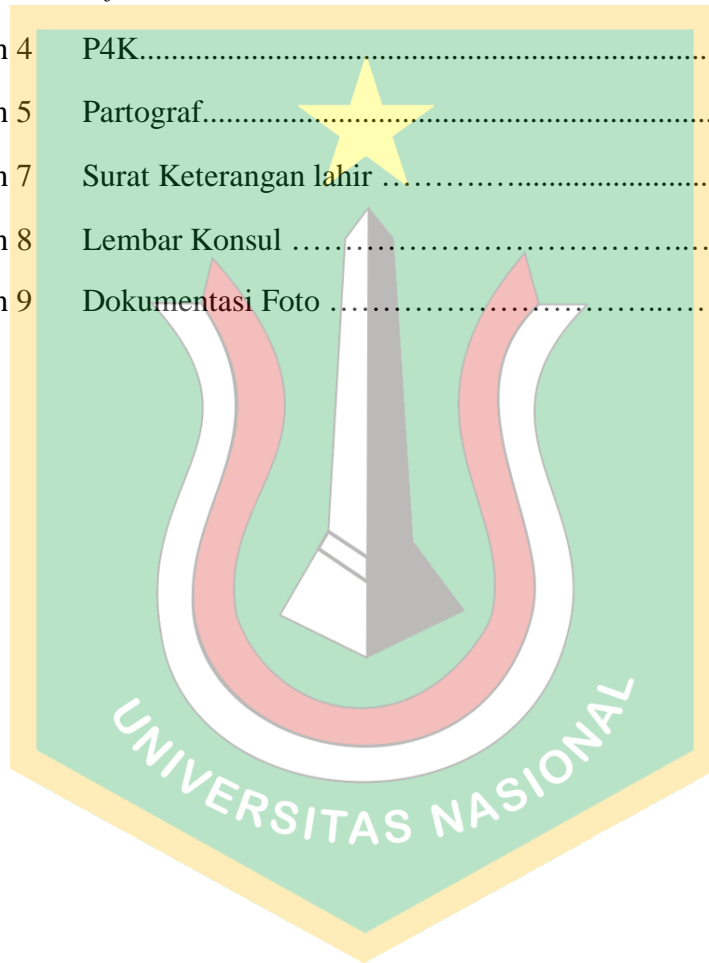 n 4 P4K...............................................................................
n 5 Partograf.......................................................................
n 7 Surat Keterangan lahir …………...........................
n 8 Lembar Konsul ……………………………...…
n 9 Dokumentasi Foto …………………………..…
UNIVERSITAS NASIONAL